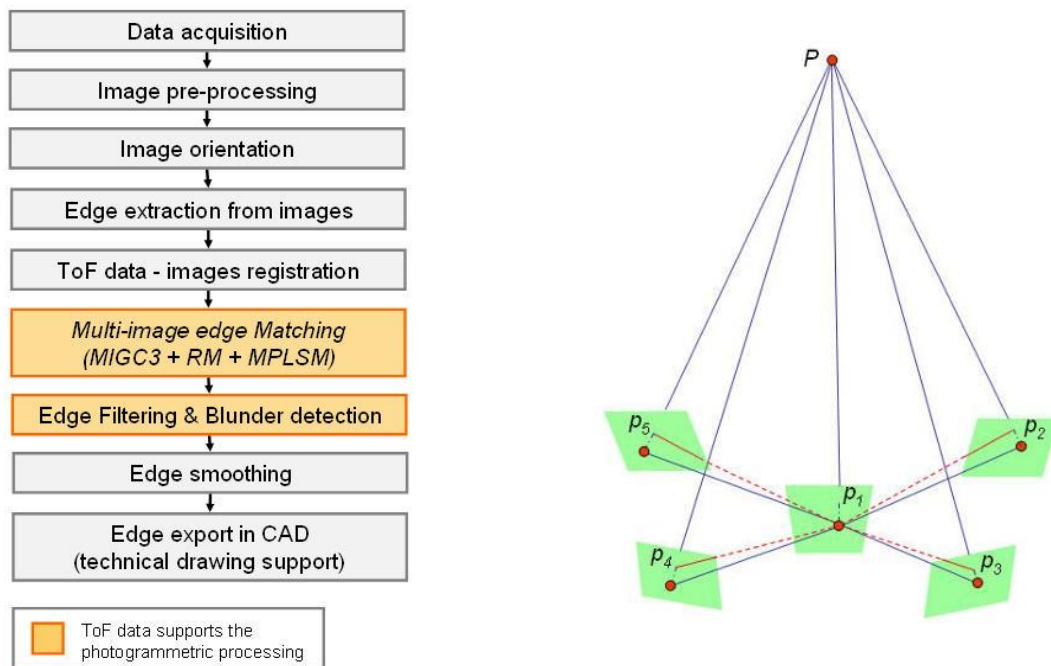 Data acquisition
Image pre-processing
Image orientation
Edge extraction from images
ToF data - images registration
Multi-image edge Matching
(MIGC3 + RM + MPLSM)
Edge Filtering & Blunder detection
Edge smoothing
Edge export in CAD
(technical drawing support)
ToF data supports the
photogrammetric processing
P
p5
p2
p1
p4
p3